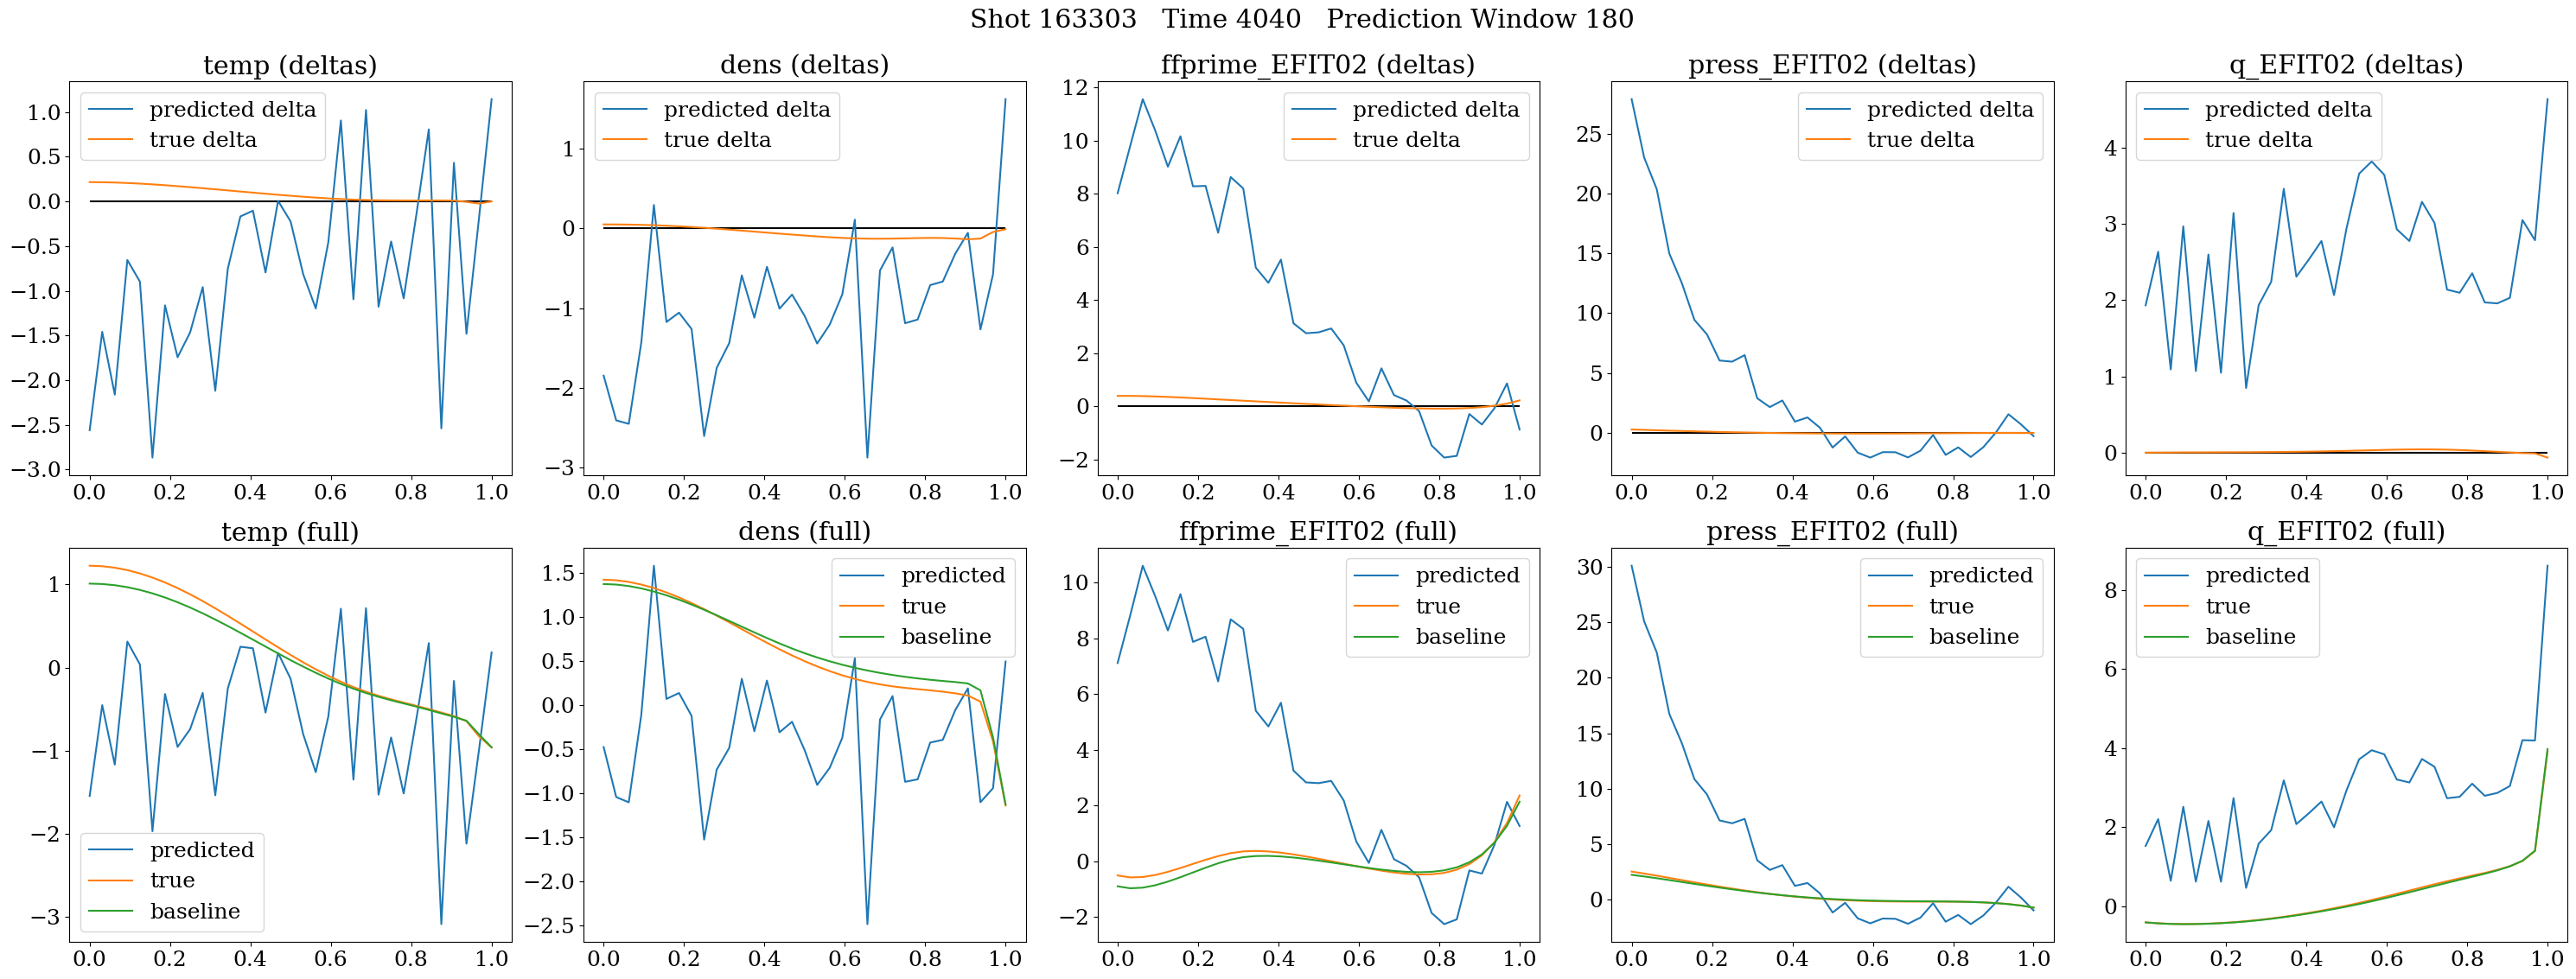 Shot 163303   Time 4040   Prediction Window 180
temp (deltas)
predicted delta
true delta
1.0
0.5
0.0
−0.5
−1.0
−1.5
−2.0
−2.5
−3.0
0.0 0.2 0.4 0.6 0.8 1.0
dens (deltas)
predicted delta
true delta
1
0
−1
−2
−3
0.0 0.2 0.4 0.6 0.8 1.0
ffprime_EFIT02 (deltas)
predicted delta
true delta
12
10
8
6
4
2
0
−2
0.0 0.2 0.4 0.6 0.8 1.0
press_EFIT02 (deltas)
predicted delta
true delta
25
20
15
10
5
0
0.0 0.2 0.4 0.6 0.8 1.0
q_EFIT02 (deltas)
predicted delta
true delta
4
3
2
1
0
0.0 0.2 0.4 0.6 0.8 1.0
temp (full)
1
0
−1
−2
−3
predicted
true
baseline
0.0 0.2 0.4 0.6 0.8 1.0
dens (full)
predicted
true
baseline
1.5
1.0
0.5
0.0
−0.5
−1.0
−1.5
−2.0
−2.5
0.0 0.2 0.4 0.6 0.8 1.0
ffprime_EFIT02 (full)
predicted
true
baseline
10
8
6
4
2
0
−2
0.0 0.2 0.4 0.6 0.8 1.0
press_EFIT02 (full)
predicted
true
baseline
30
25
20
15
10
5
0
0.0 0.2 0.4 0.6 0.8 1.0
q_EFIT02 (full)
predicted
true
baseline
8
6
4
2
0
0.0 0.2 0.4 0.6 0.8 1.0